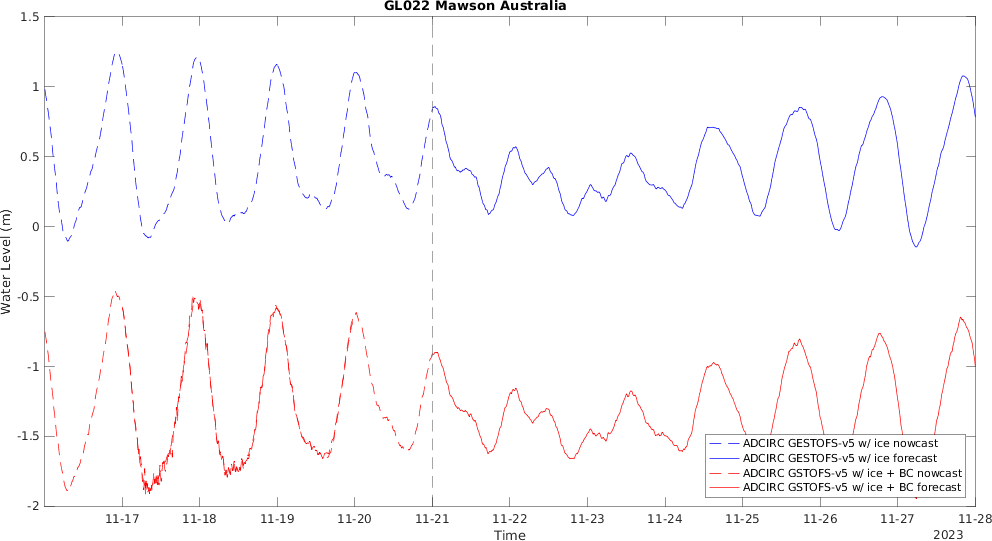 GL022 Mawson Australia
1.5
1
0.5
0
-0.5
-1
-1.5
-2
Water Level (m)
ADCIRC GESTOFS-v5 w/ ice nowcast
ADCIRC GESTOFS-v5 w/ ice forecast
ADCIRC GSTOFS-v5 w/ ice + BC nowcast
ADCIRC GSTOFS-v5 w/ ice + BC forecast
11-17 11-18 11-19 11-20 11-21 11-22 11-23 11-24 11-25 11-26 11-27 11-28
Time
2023